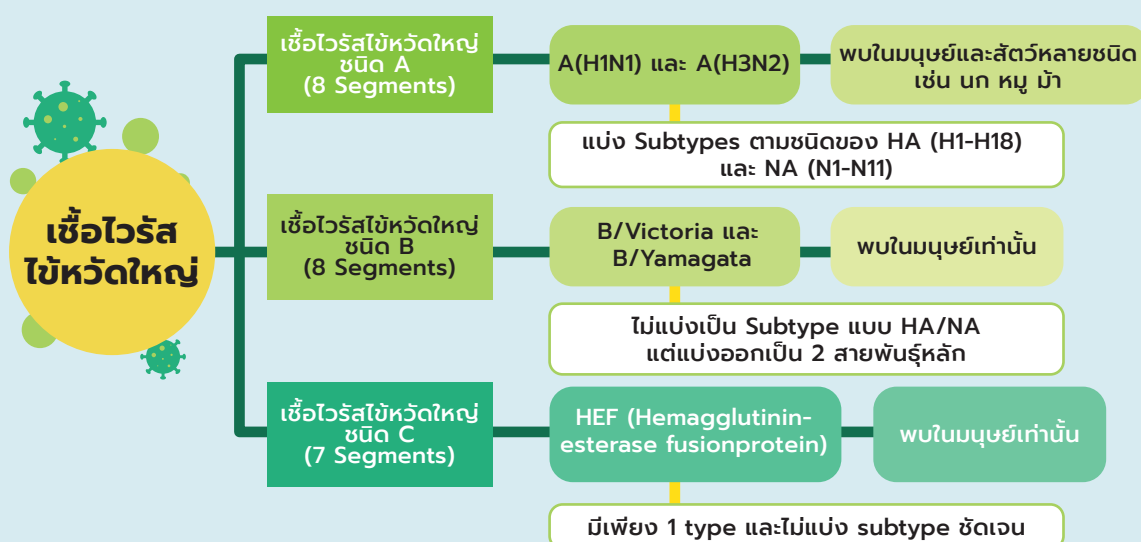 เชื้อไวรัส
ไข้หวัดใหญ่
เชื้อไวรัสไข้หวัดใหญ่
ชนิด A
(8 Segments)
A(H1N1) และ A(H3N2)
พบในมนุษย์และสัตว์หลายชนิด
เช่น นก หมู ม้า
แบ่ง Subtypes ตามชนิดของ HA (H1-H18)
และ NA (N1-N11)
เชื้อไวรัสไข้หวัดใหญ่
ชนิด B
(8 Segments)
B/Victoria และ
B/Yamagata
พบในมนุษย์เท่านั้น
ไม่แบ่งเป็น Subtype แบบ HA/NA
แต่แบ่งออกเป็น 2 สายพันธุ์หลัก
เชื้อไวรัสไข้หวัดใหญ่
ชนิด C
(7 Segments)
HEF (Hemagglutinin-
esterase fusionprotein)
พบในมนุษย์เท่านั้น
มีเพียง 1 type และไม่แบ่ง subtype ชัดเจน